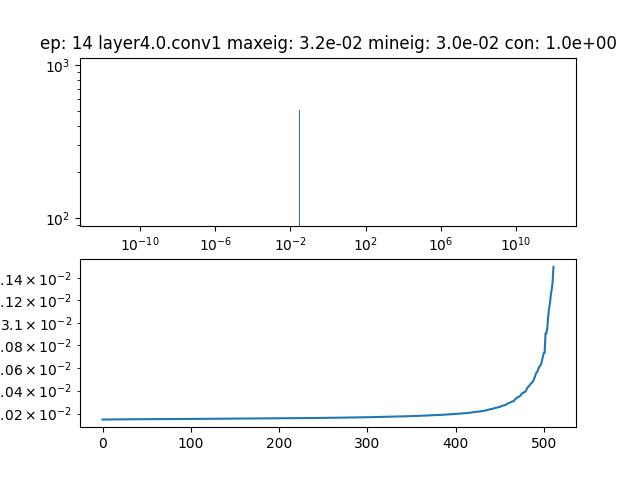 ep: 14 layer4.0.conv1 maxeig: 3.2e-02 mineig: 3.0e-02 con: 1.0e+00
10³
10²
10⁻¹⁰ 10⁻⁶ 10⁻² 10² 10⁶ 10¹⁰
.14 × 10⁻²
.12 × 10⁻²
3.1 × 10⁻²
.08 × 10⁻²
.06 × 10⁻²
.04 × 10⁻²
.02 × 10⁻²
0 100 200 300 400 500